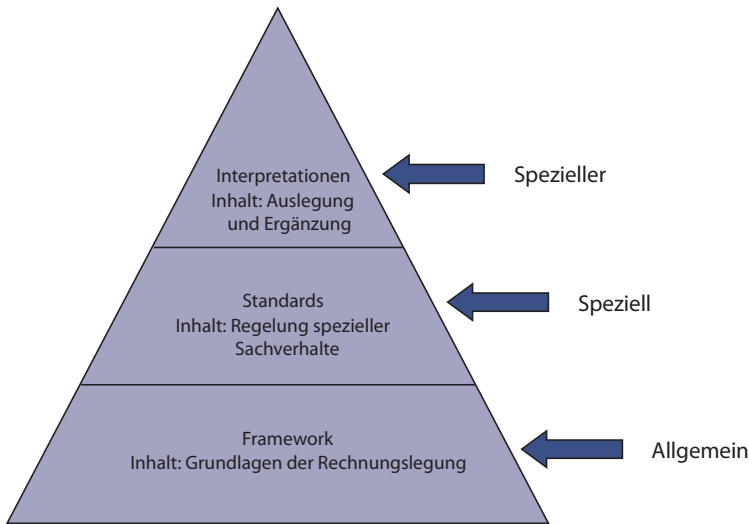 Interpretationen
Inhalt: Auslegung
und Ergänzung
Spezieller
Standards
Inhalt: Regelung spezieller
Sachverhalte
Speziell
Framework
Inhalt: Grundlagen der Rechnungslegung
Allgemein